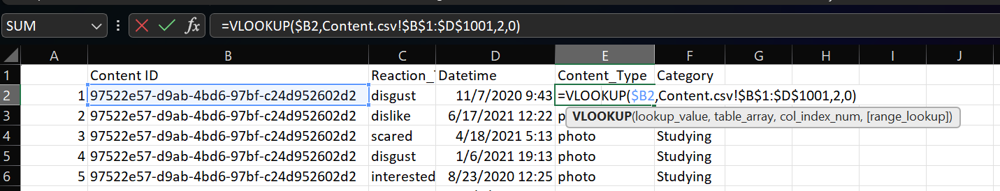 SUM fx =VLOOKUP($B2,Content.csv!$B$1:$D$1001,2,0)
A B C D E F G H I J
1 Content ID Reaction_ Datetime Content_Type Category
2 1 97522e57-d9ab-4bd6-97bf-c24d952602d2 disgust 11/7/2020 9:43 =VLOOKUP($B2,Content.csv!$B$1:$D$1001,2,0)
3 2 97522e57-d9ab-4bd6-97bf-c24d952602d2 dislike 6/17/2021 12:22 p VLOOKUP(lookup_value, table_array, col_index_num, [range_lookup])
4 3 97522e57-d9ab-4bd6-97bf-c24d952602d2 scared 4/18/2021 5:13 photo Studying
5 4 97522e57-d9ab-4bd6-97bf-c24d952602d2 disgust 1/6/2021 19:13 photo Studying
6 5 97522e57-d9ab-4bd6-97bf-c24d952602d2 interested 8/23/2020 12:25 photo Studying